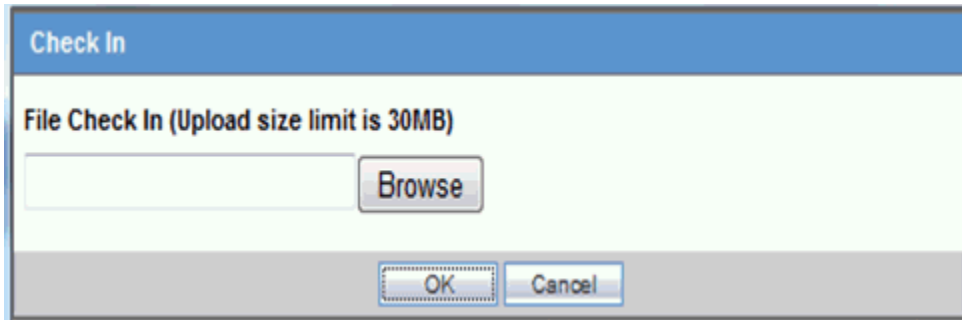 Check In
File Check In (Upload size limit is 30MB)
Browse
OK Cancel